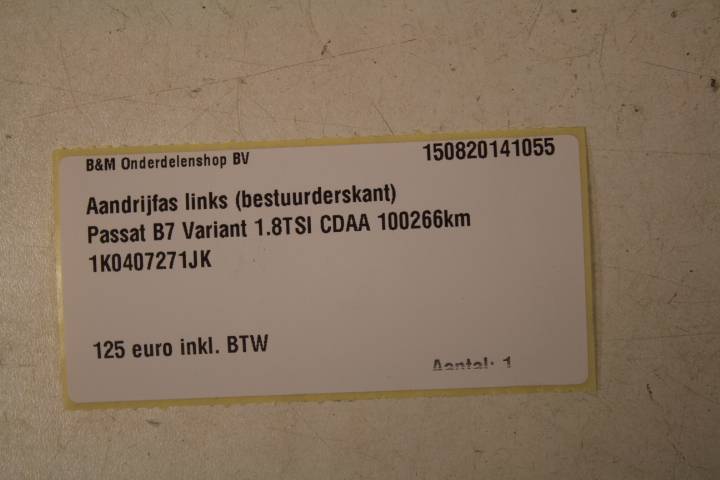 B&M Onderdelenshop BV 150820141055
Aandrijfas links (bestuurderskant)
Passat B7 Variant 1.8TSI CDAA 100266km
1K0407271JK
125 euro inkl. BTW
Aantal: 1